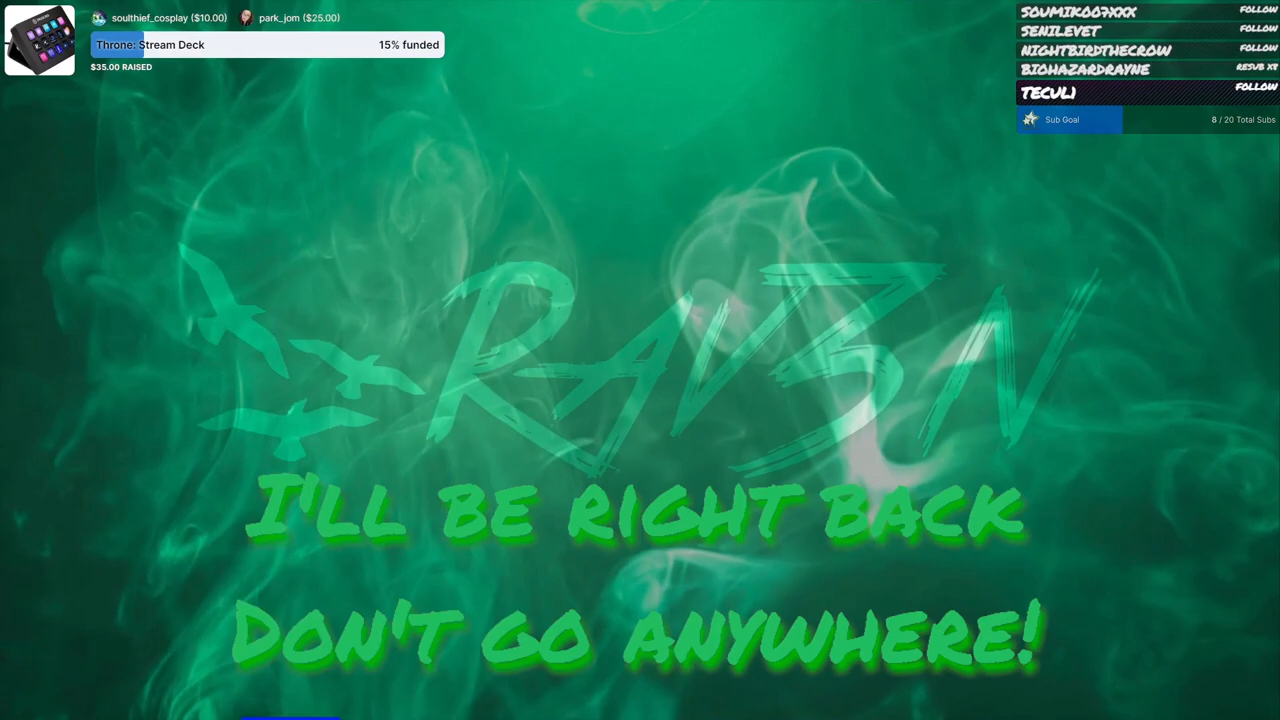 soulthief_cosplay ($10.00) park_jom ($25.00)
Throne: Stream Deck 15% funded
$35.00 RAISED
SOUMIK007XXX FOLLOW
SENILEVET FOLLOW
NIGHTBIRDTHECROW FOLLOW
BIOHAZARDRAYNE RESUB X7
TECULI FOLLOW
Sub Goal 8 / 20 Total Subs
RAV3N
I'LL BE RIGHT BACK
DON'T GO ANYWHERE!